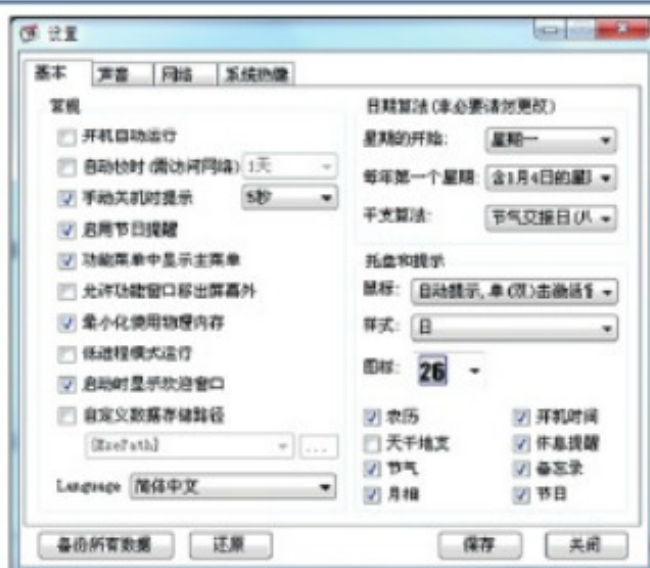 设置
基本 声音 网络 系统热键
常规
开机自动运行
自动校时(需访问网络) 1天
手动关机时提示 5秒
启用节日提醒
功能菜单中显示主菜单
允许功能窗口移出屏幕外
最小化使用物理内存
低进程模式运行
启动时显示欢迎窗口
自定义数据存储路径
[ExePath] ...
Language 简体中文
日期算法(非必要请勿更改)
星期的开始: 星期一
每年第一个星期: 含1月4日的星
干支算法: 节气交接日(八
托盘和提示
鼠标: 自动提示,单(双)击激活
样式: 日
图标: 26
农历 开机时间
天干地支 休息提醒
节气 备忘录
月相 节日
备份所有数据 还原 保存 关闭